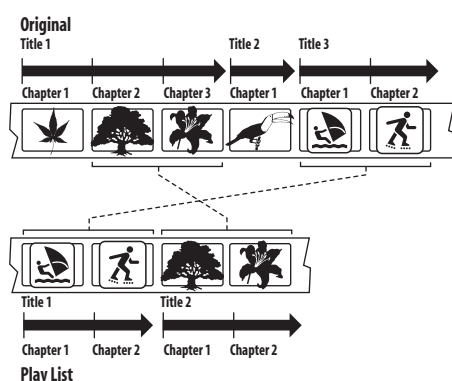 Original
Title 1 Title 2 Title 3
Chapter 1 Chapter 2 Chapter 3 Chapter 1 Chapter 1 Chapter 2
Title 1 Title 2
Chapter 1 Chapter 2 Chapter 1 Chapter 2
Play List